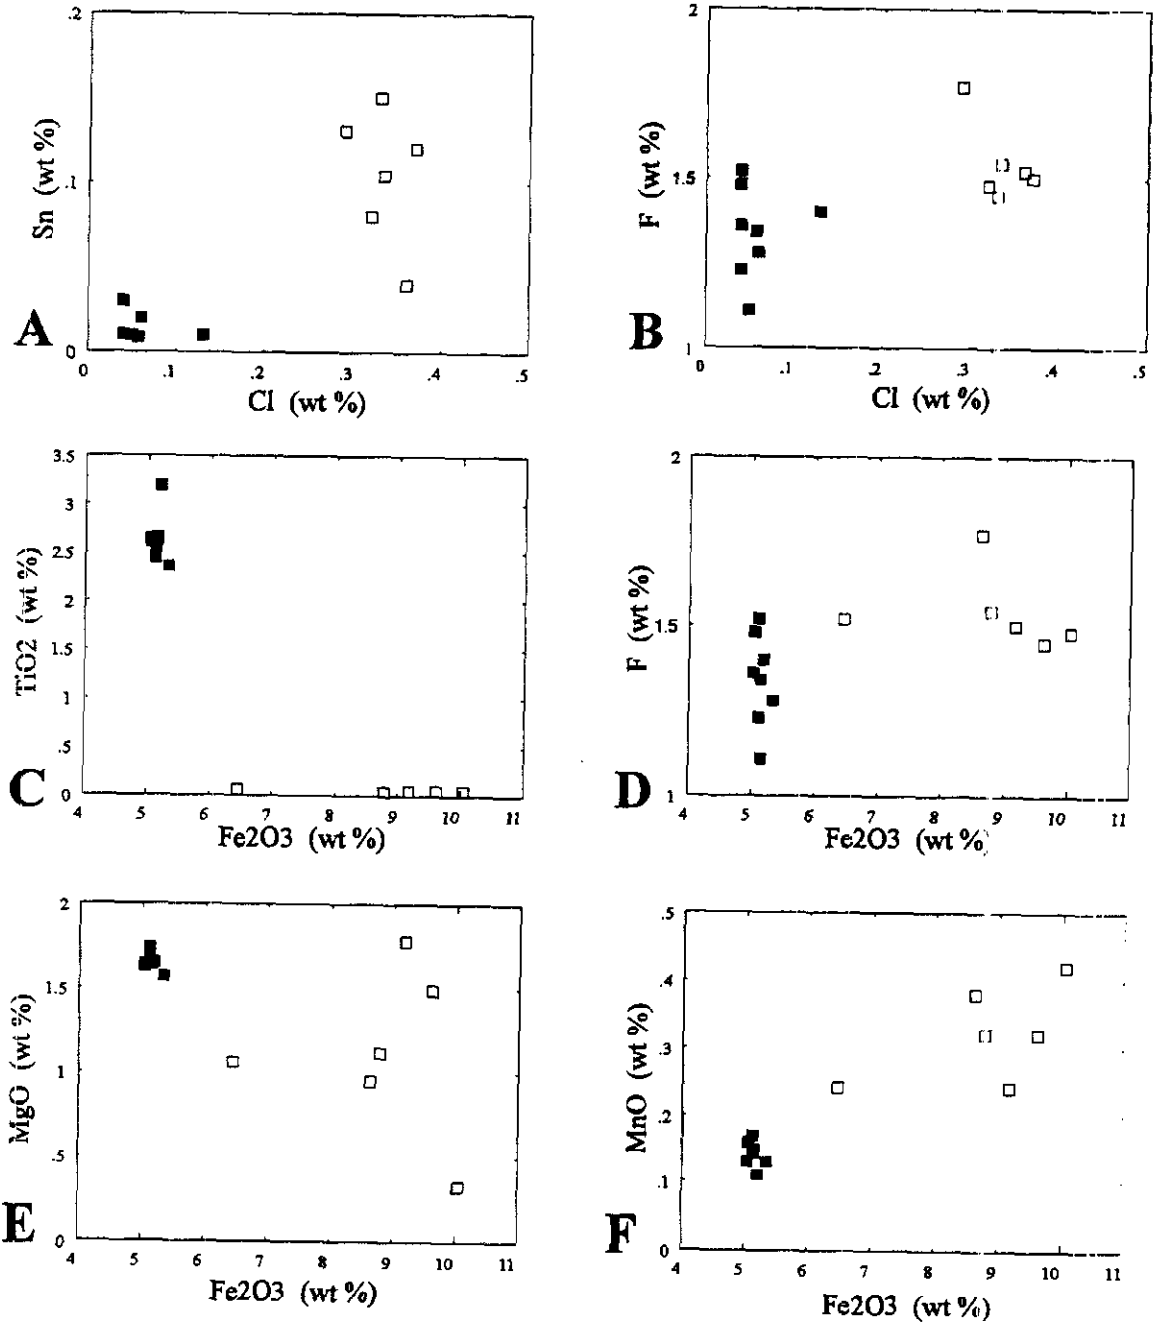 .2
Sn (wt %)
.1
A
0
0 .1 .2 .3 .4 .5
Cl (wt %)
2
F (wt %)
1.5
B
1
0 .1 .2 .3 .4 .5
Cl (wt %)
3.5
3
2.5
TiO2 (wt %)
2
1.5
1
.5
C
0
4 5 6 7 8 9 10 11
Fe2O3 (wt %)
2
F (wt %)
1.5
D
1
4 5 6 7 8 9 10 11
Fe2O3 (wt %)
2
1.5
MgO (wt %)
1
.5
E
0
4 5 6 7 8 9 10 11
Fe2O3 (wt %)
.5
.4
MnO (wt %)
.3
.2
.1
F
0
4 5 6 7 8 9 10 11
Fe2O3 (wt %)